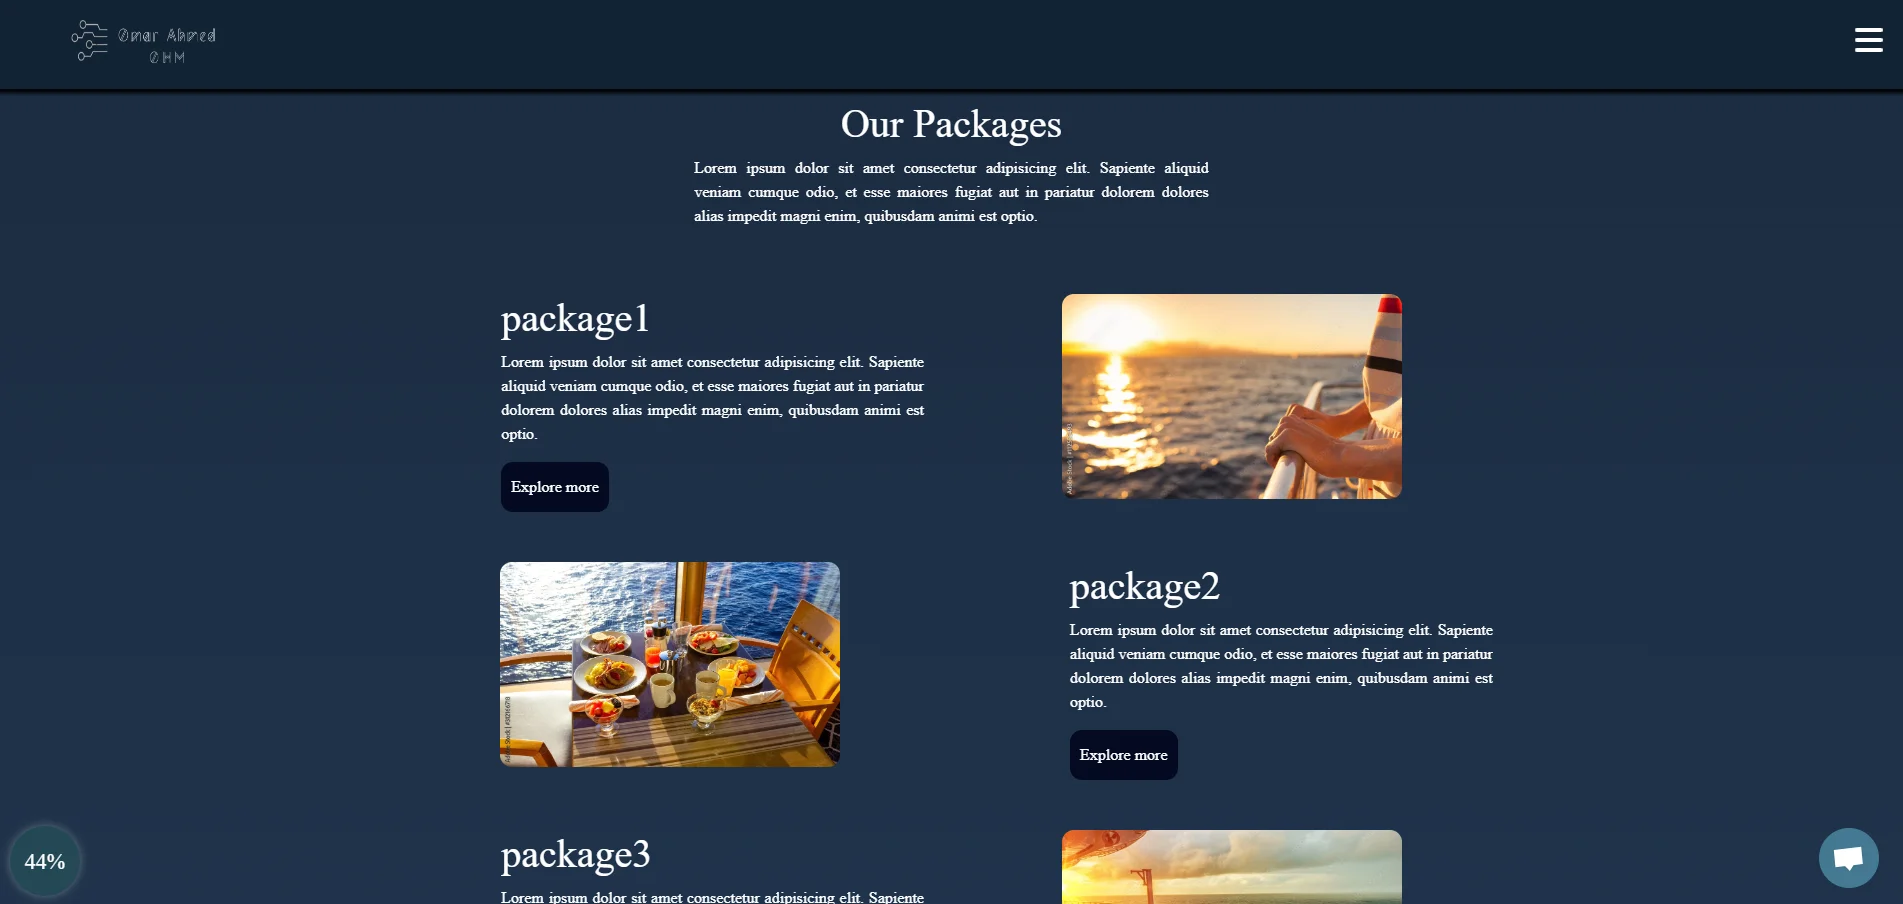 Omar Ahmed
OHM
Our Packages
Lorem ipsum dolor sit amet consectetur adipisicing elit. Sapiente aliquid
veniam cumque odio, et esse maiores fugiat aut in pariatur dolorem dolores
alias impedit magni enim, quibusdam animi est optio.
package1
Lorem ipsum dolor sit amet consectetur adipisicing elit. Sapiente
aliquid veniam cumque odio, et esse maiores fugiat aut in pariatur
dolorem dolores alias impedit magni enim, quibusdam animi est
optio.
Explore more
Adobe Stock |
package2
Lorem ipsum dolor sit amet consectetur adipisicing elit. Sapiente
aliquid veniam cumque odio, et esse maiores fugiat aut in pariatur
dolorem dolores alias impedit magni enim, quibusdam animi est
optio.
Explore more
Adobe Stock |
package3
Lorem ipsum dolor sit amet consectetur adipisicing elit. Sapiente
44%